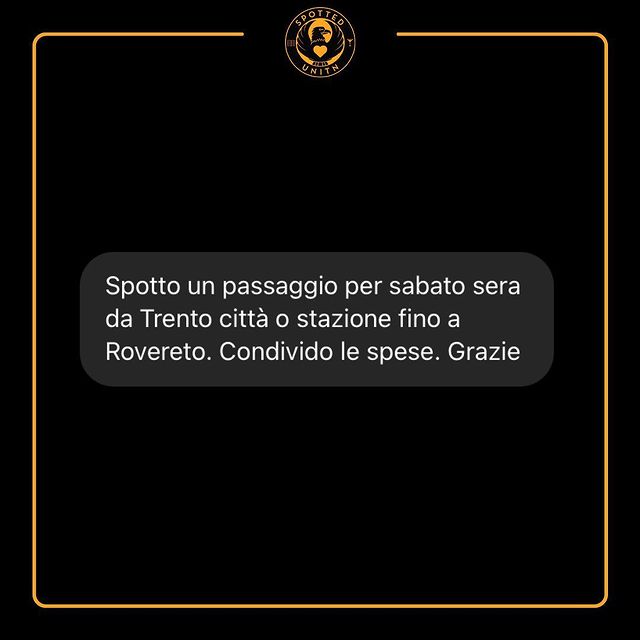 SPOTTED
UNITN
Spotto un passaggio per sabato sera
da Trento città o stazione fino a
Rovereto. Condivido le spese. Grazie